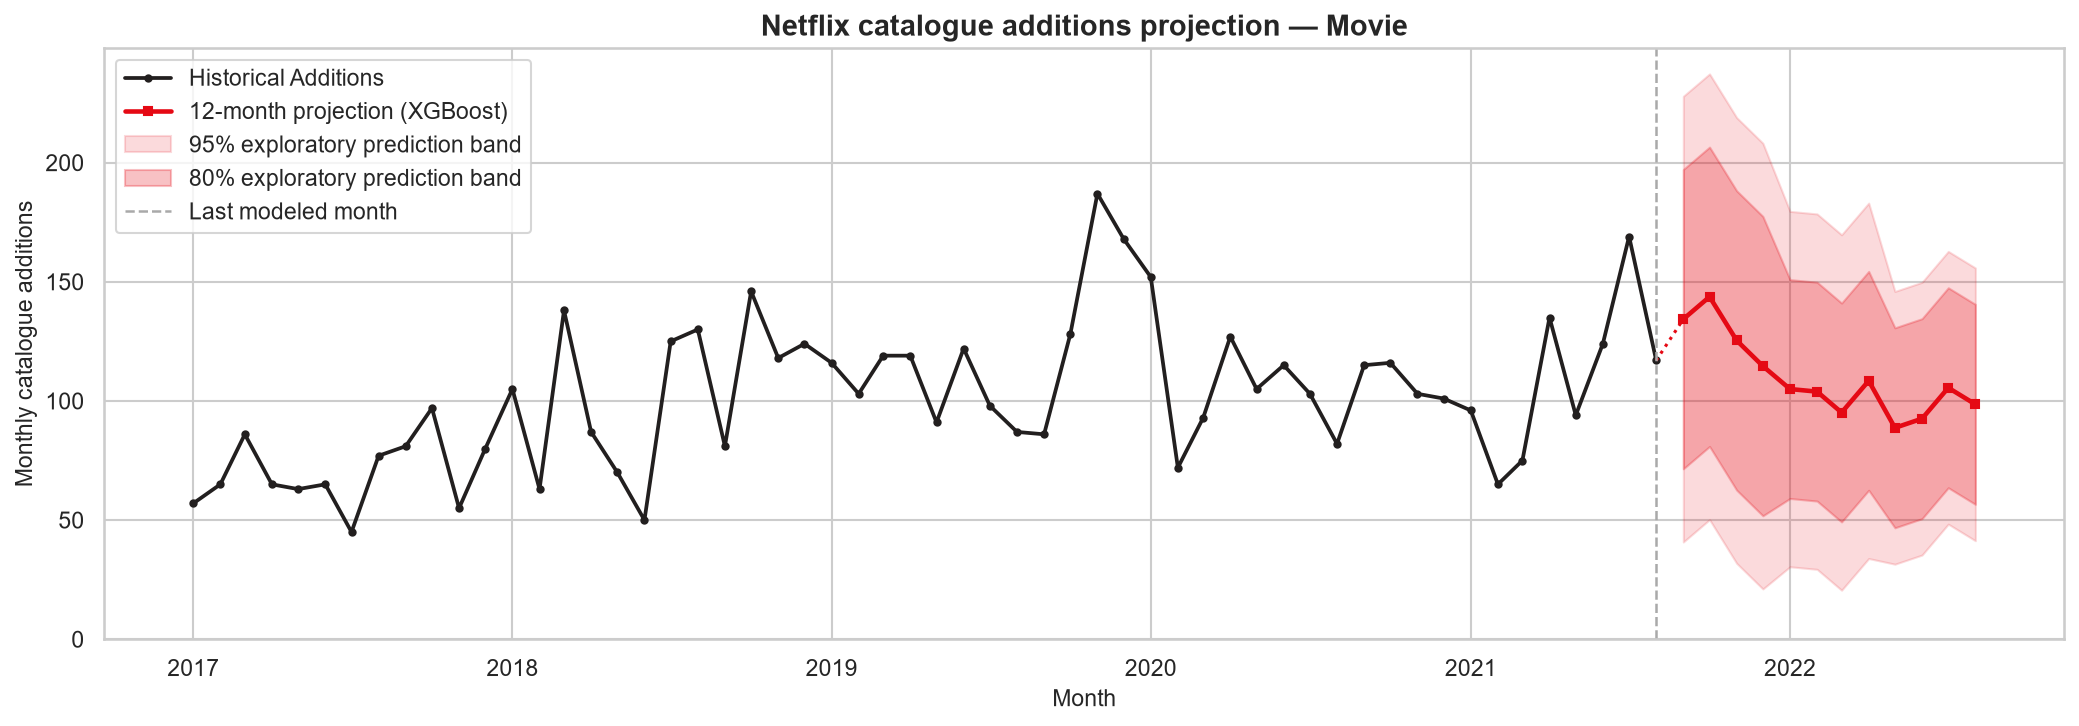 Netflix catalogue additions projection — Movie
Historical Additions
12-month projection (XGBoost)
95% exploratory prediction band
80% exploratory prediction band
Last modeled month
Monthly catalogue additions
200
150
100
50
0
2017
2018
2019
2020
2021
2022
Month